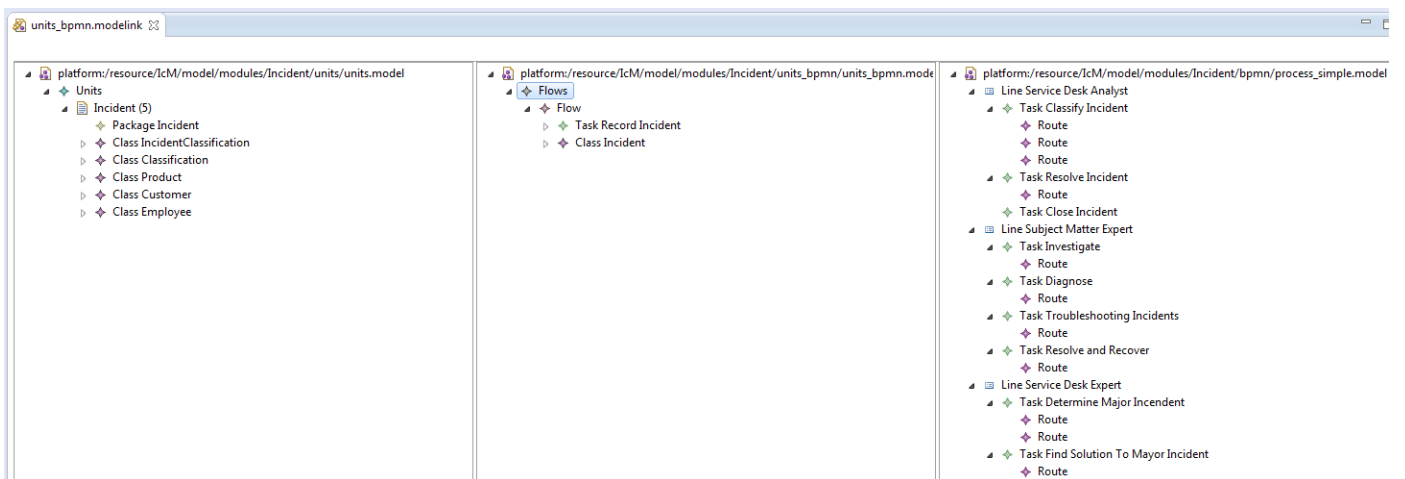 units_bpmn.modelink
platform:/resource/IcM/model/modules/Incident/units/units.model
Units
Incident (5)
Package Incident
Class IncidentClassification
Class Classification
Class Product
Class Customer
Class Employee
platform:/resource/IcM/model/modules/Incident/units_bpmn/units_bpmn.mode
Flows
Flow
Task Record Incident
Class Incident
platform:/resource/IcM/model/modules/Incident/bpmn/process_simple.model
Line Service Desk Analyst
Task Classify Incident
Route
Route
Route
Task Resolve Incident
Route
Task Close Incident
Line Subject Matter Expert
Task Investigate
Route
Task Diagnose
Route
Task Troubleshooting Incidents
Route
Task Resolve and Recover
Route
Line Service Desk Expert
Task Determine Major Incendent
Route
Route
Task Find Solution To Mayor Incident
Route